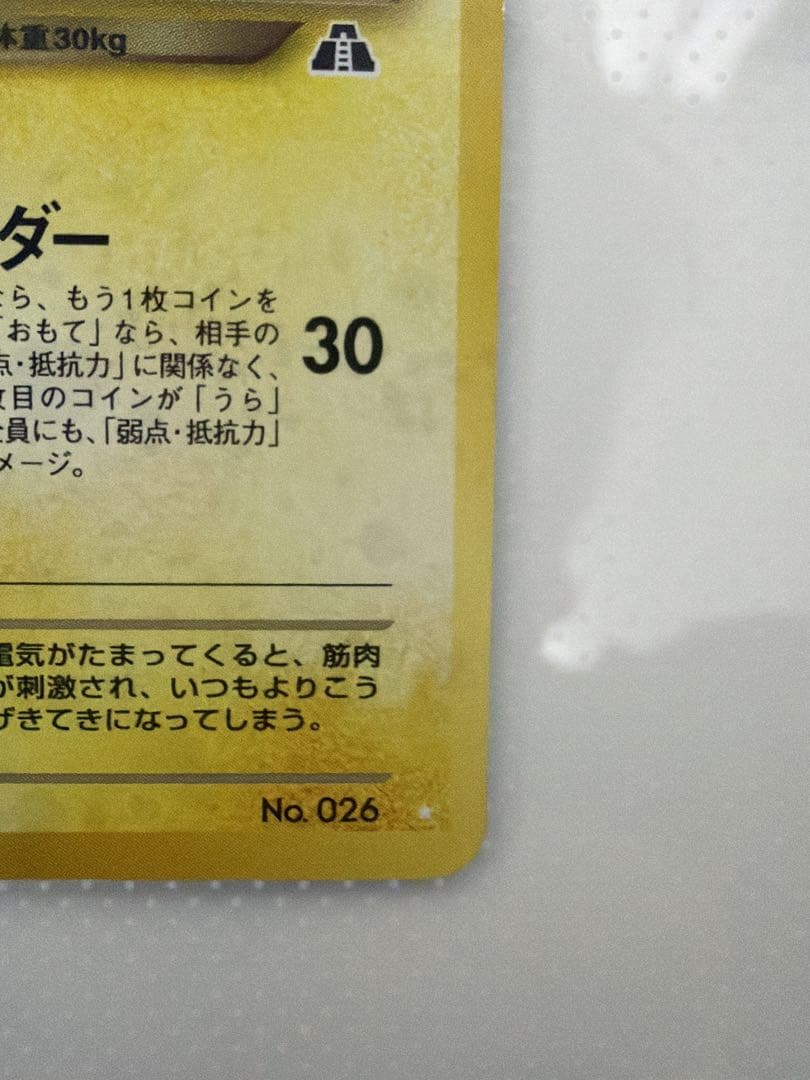 体重30kg
ダー
なら、もう1枚コインを
「おもて」なら、相手の
点・抵抗力」に関係なく、
枚目のコインが「うら」
全員にも、「弱点・抵抗力」
メージ。
30
電気がたまってくると、筋肉
が刺激され、いつもよりこう
げきてきになってしまう。
No. 026